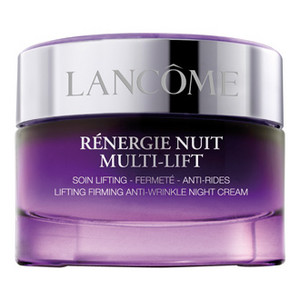 LANCÔME
RÉNERGIE NUIT
MULTI-LIFT
SOIN LIFTING - FERMETÉ - ANTI-RIDES
LIFTING FIRMING ANTI-WRINKLE NIGHT CREAM